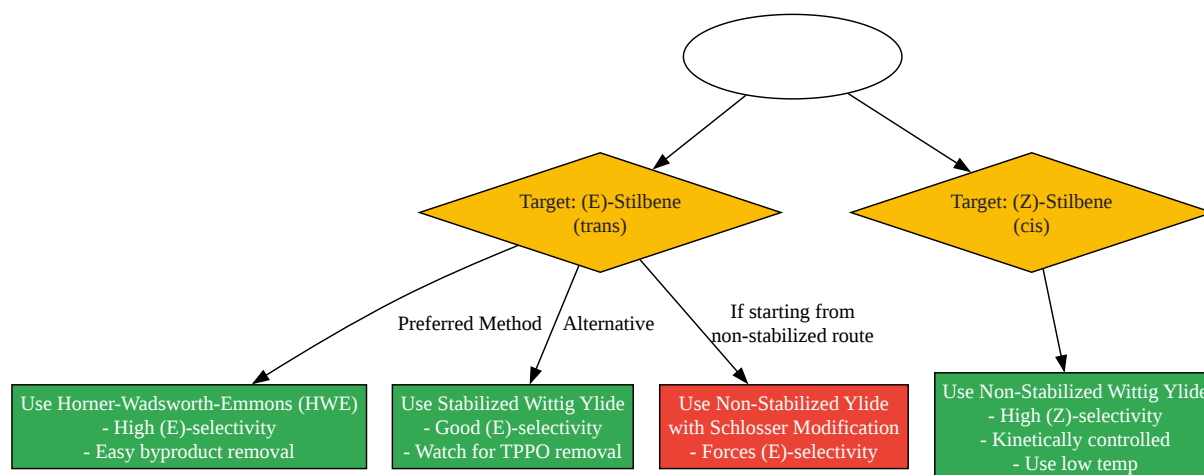 Target: (E)-Stilbene
(trans)
Target: (Z)-Stilbene
(cis)
Preferred Method
Alternative
If starting from
non-stabilized route
Use Horner-Wadsworth-Emmons (HWE)
- High (E)-selectivity
- Easy byproduct removal
Use Stabilized Wittig Ylide
- Good (E)-selectivity
- Watch for TPPO removal
Use Non-Stabilized Ylide
with Schlosser Modification
- Forces (E)-selectivity
Use Non-Stabilized Wittig Ylide
- High (Z)-selectivity
- Kinetically controlled
- Use low temp